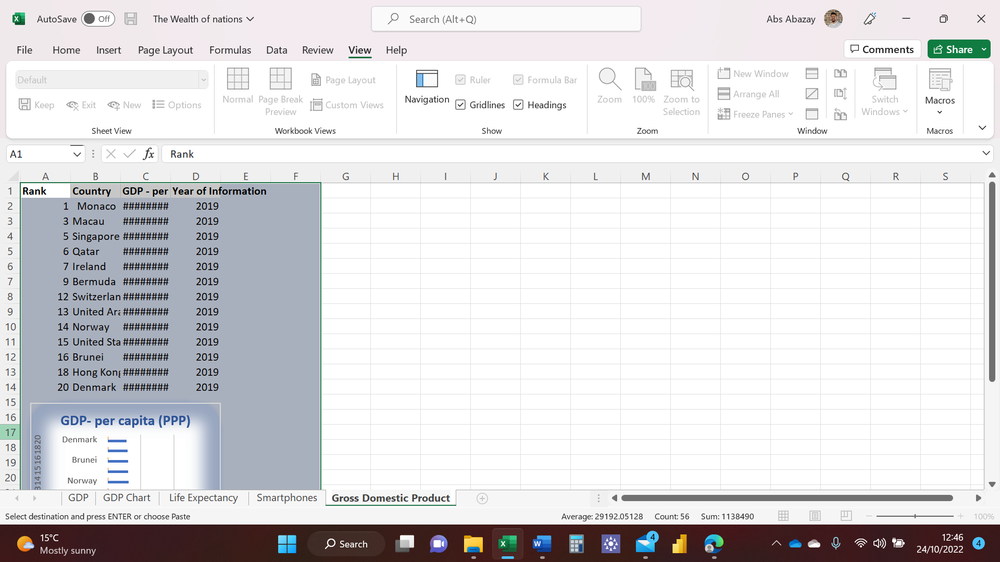 AutoSave Off The Wealth of nations Search (Alt+Q) Abs Abazay
File Home Insert Page Layout Formulas Data Review View Help Comments Share
Default
Keep Exit New Options
Sheet View
Normal Page Break Preview Page Layout Custom Views
Workbook Views
Navigation Ruler Formula Bar Gridlines Headings
Show
Zoom 100 100% Zoom to Selection
Zoom
New Window Arrange All Freeze Panes Switch Windows
Window
Macros
Macros
A1 fx Rank
A B C D E F G H I J K L M N O P Q R S
1 Rank Country GDP - per Year of Information
2 1 Monaco ######## 2019
3 3 Macau ######## 2019
4 5 Singapore ######## 2019
5 6 Qatar ######## 2019
6 7 Ireland ######## 2019
7 9 Bermuda ######## 2019
8 12 Switzerlan ######## 2019
9 13 United Ara ######## 2019
10 14 Norway ######## 2019
11 15 United Sta ######## 2019
12 16 Brunei ######## 2019
13 18 Hong Kong ######## 2019
14 20 Denmark ######## 2019
15
16
17
18
19
20
GDP- per capita (PPP)
Denmark
Brunei
Norway
31415161820
GDP GDP Chart Life Expectancy Smartphones Gross Domestic Product
Select destination and press ENTER or choose Paste Average: 29192.05128 Count: 56 Sum: 1138490 100%
15°C
Mostly sunny
Search
4
12:46
24/10/2022
4